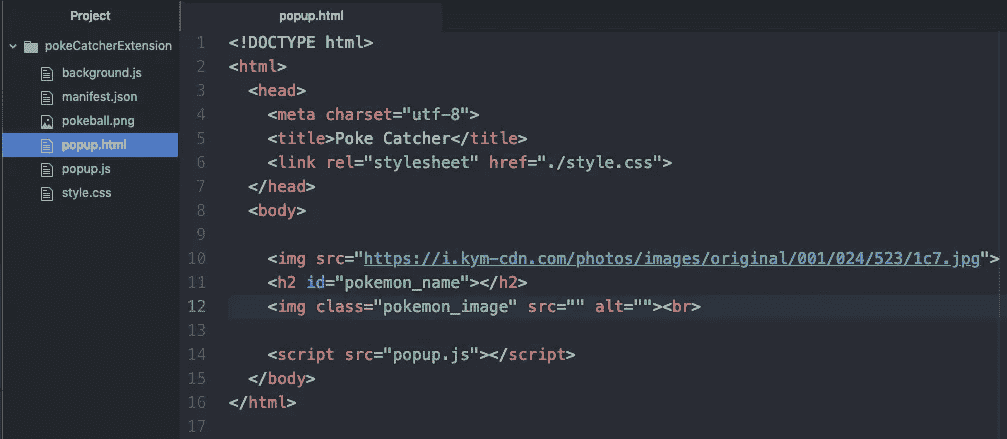 Project
pokeCatcherExtension
background.js
manifest.json
pokeball.png
popup.html
popup.js
style.css
popup.html
1 <!DOCTYPE html>
2 <html>
3 <head>
4 <meta charset="utf-8">
5 <title>Poke Catcher</title>
6 <link rel="stylesheet" href="./style.css">
7 </head>
8 <body>
9
10 <img src="https://i.kym-cdn.com/photos/images/original/001/024/523/1c7.jpg">
11 <h2 id="pokemon_name"></h2>
12 <img class="pokemon_image" src="" alt=""><br>
13
14 <script src="popup.js"></script>
15 </body>
16 </html>
17